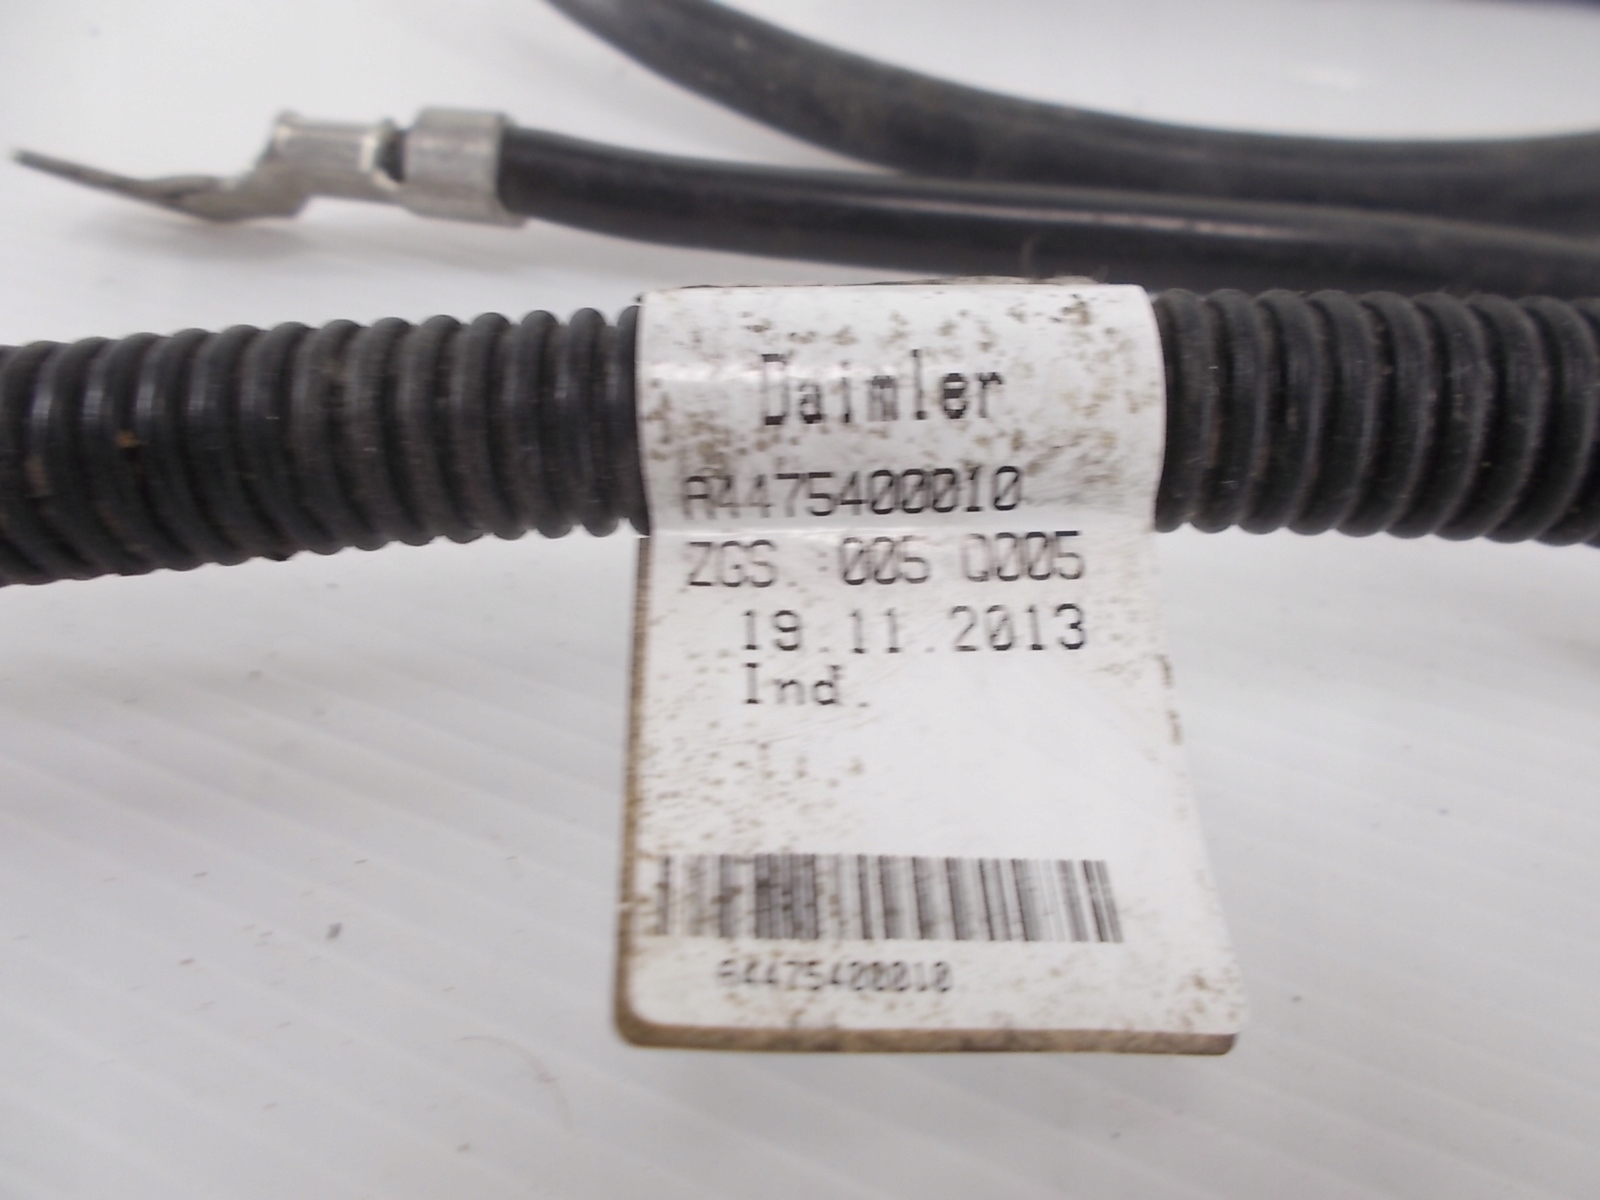 Daimler
A4475400010
ZGS. 005 Q005
19.11.2013
Ind.
A4475400010